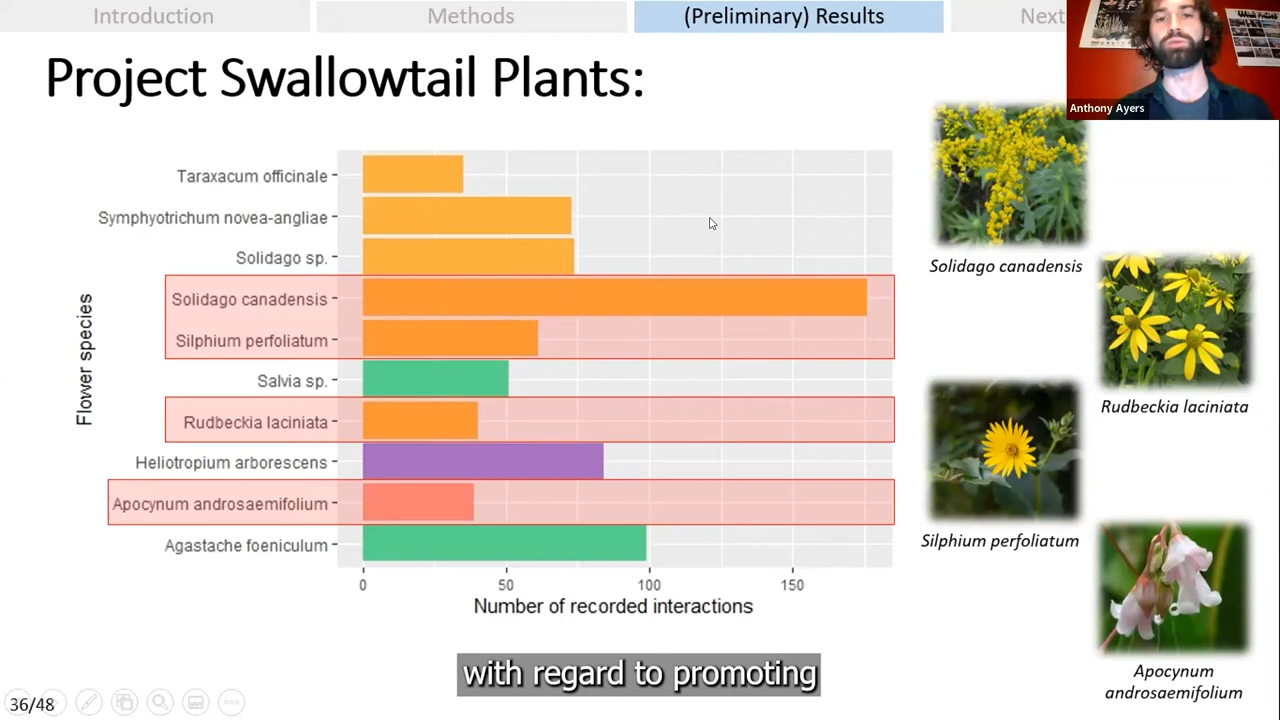 Introduction
Methods
(Preliminary) Results
Next
Anthony Ayers
Project Swallowtail Plants:
Flower species
Taraxacum officinale
Symphyotrichum novea-angliae
Solidago sp.
Solidago canadensis
Silphium perfoliatum
Salvia sp.
Rudbeckia laciniata
Heliotropium arborescens
Apocynum androsaemifolium
Agastache foeniculum
0
50
100
150
Number of recorded interactions
Solidago canadensis
Rudbeckia laciniata
Silphium perfoliatum
Apocynum
androsaemifolium
with regard to promoting
36/48